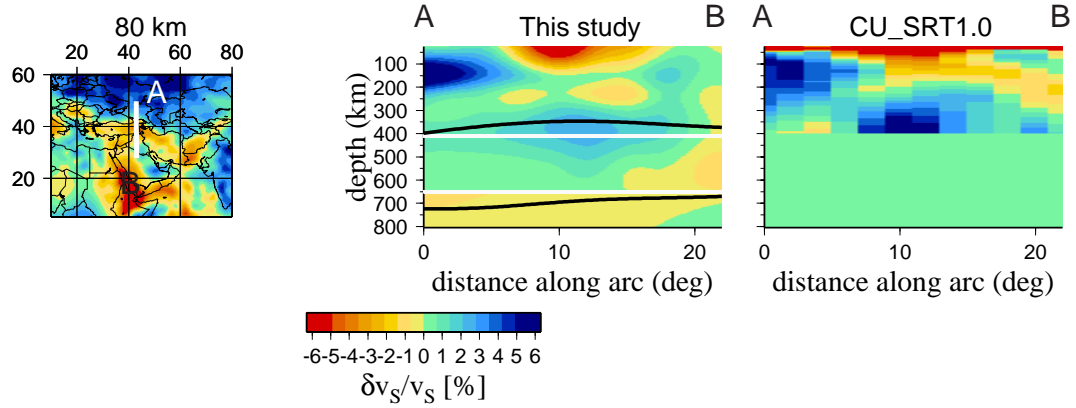 80 km
20 40 60 80
60
40
20
A
B
A This study B
depth (km)
100
200
300
400
500
600
700
800
0 10 20
distance along arc (deg)
A CU_SRT1.0 B
0 10 20
distance along arc (deg)
-6-5-4-3-2-1 0 1 2 3 4 5 6
δvS/vS [%]